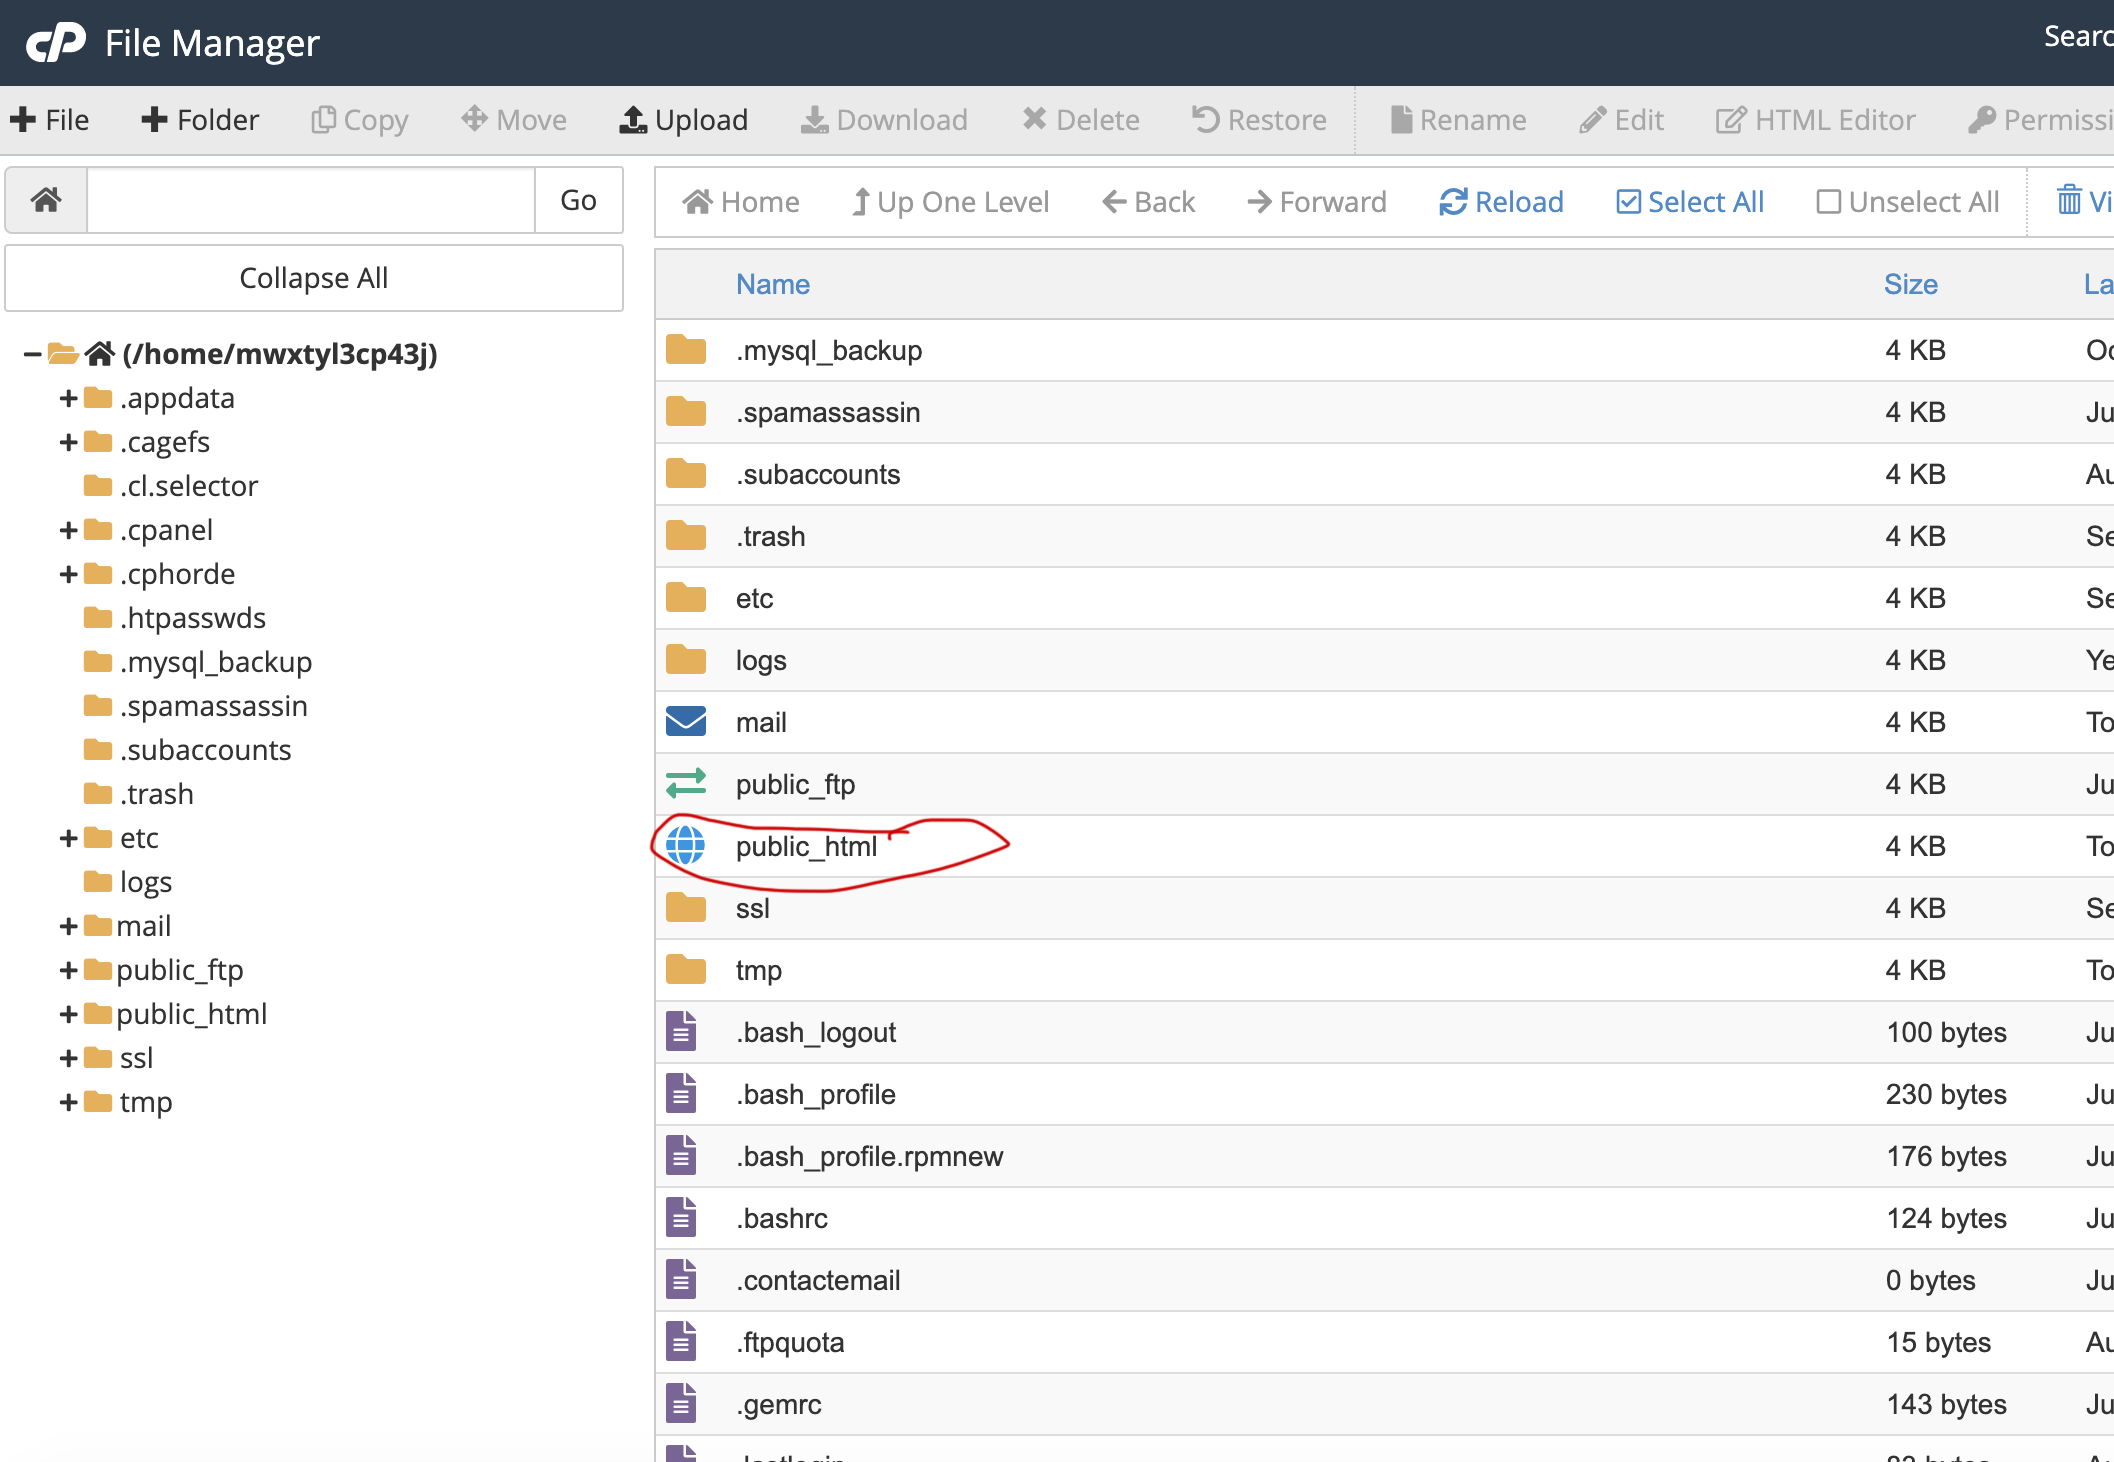 cP File Manager
Searc
File Folder Copy Move Upload Download Delete Restore Rename Edit HTML Editor Permissi
Go
Home Up One Level Back Forward Reload Select All Unselect All Vi
Collapse All
(/home/mwxtyl3cp43j)
.appdata
.cagefs
.cl.selector
.cpanel
.cphorde
.htpasswds
.mysql_backup
.spamassassin
.subaccounts
.trash
etc
logs
mail
public_ftp
public_html
ssl
tmp
Name Size La
.mysql_backup 4 KB Oc
.spamassassin 4 KB Ju
.subaccounts 4 KB Au
.trash 4 KB Se
etc 4 KB Se
logs 4 KB Ye
mail 4 KB To
public_ftp 4 KB Ju
public_html 4 KB To
ssl 4 KB Se
tmp 4 KB To
.bash_logout 100 bytes Ju
.bash_profile 230 bytes Ju
.bash_profile.rpmnew 176 bytes Ju
.bashrc 124 bytes Ju
.contactemail 0 bytes Ju
.ftpquota 15 bytes Au
.gemrc 143 bytes Ju